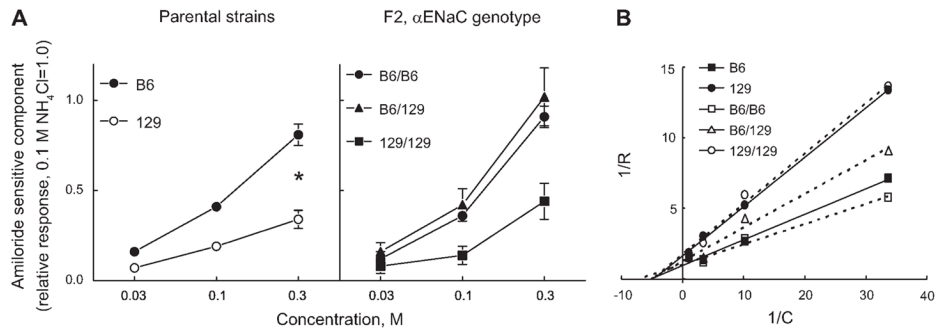 A
Parental strains
F2, αENaC genotype
Amiloride sensitive component
(relative response, 0.1 M NH4Cl=1.0)
1.0
0.5
0.0
B6
129
*
0.03
0.1
0.3
B6/B6
B6/129
129/129
0.03
0.1
0.3
Concentration, M
B
15
10
5
1/R
B6
129
B6/B6
B6/129
129/129
-10
0
10
20
30
40
1/C